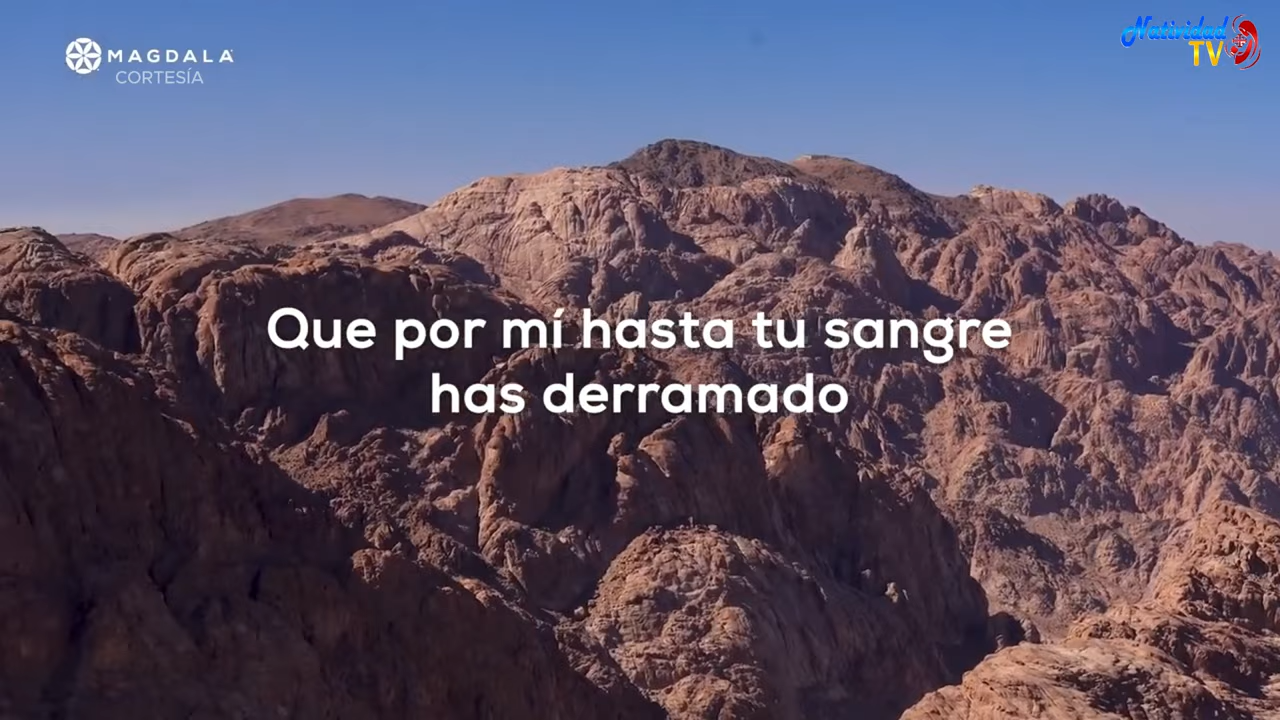 MAGDALA
CORTESÍA
Natividad
TV
Que por mí hasta tu sangre
has derramado